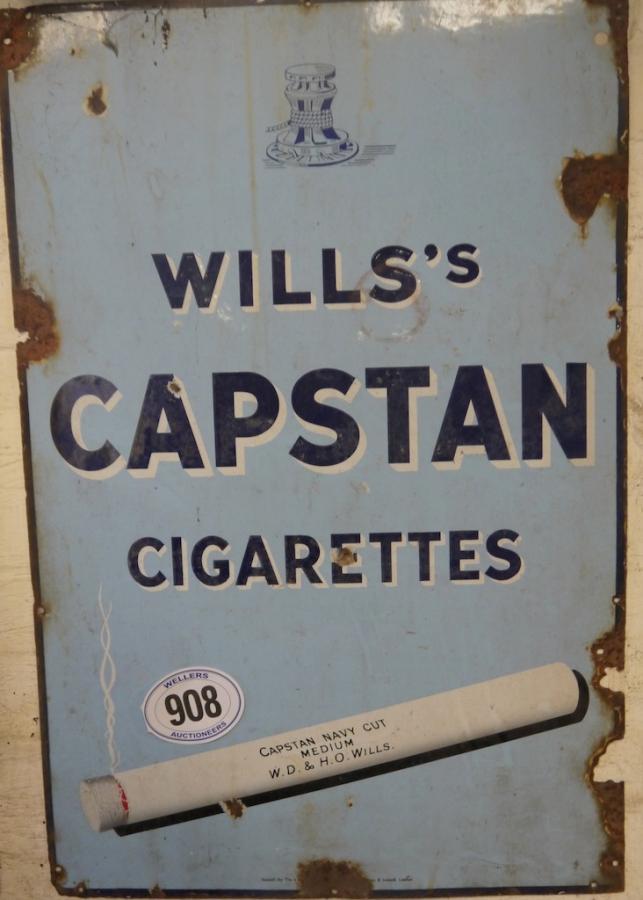 WILLS'S
CAPSTAN
CIGARETTES
WELLERS
908
AUCTIONEERS
CAPSTAN NAVY CUT
MEDIUM
W.D. & H.O. WILLS.